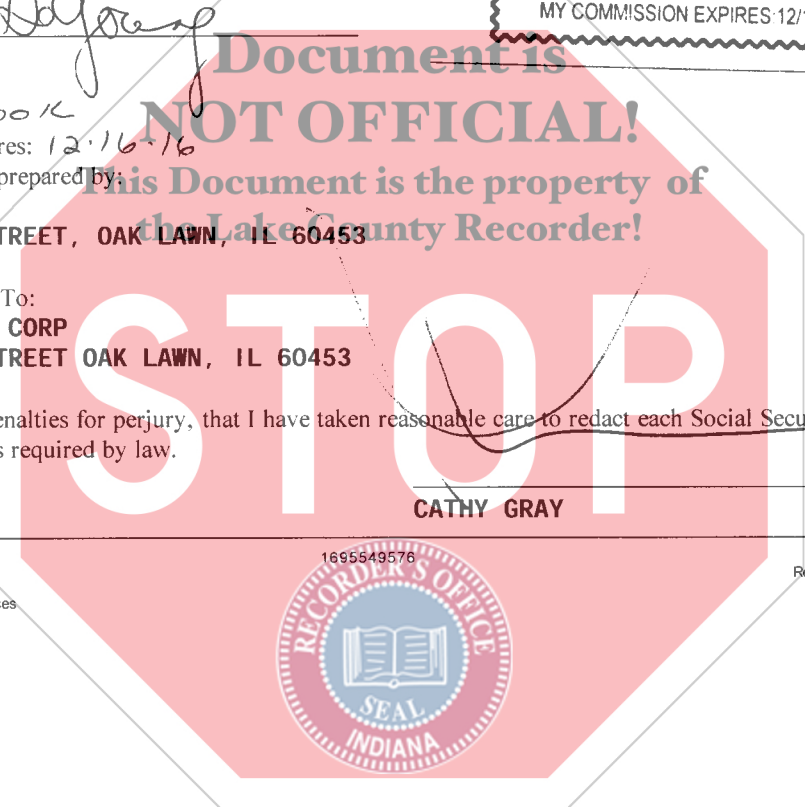 MY COMMISSION EXPIRES:12/1
Document is
NOT OFFICIAL!
res: 12·16·16
prepared by:
This Document is the property of
the Lake County Recorder!
TREET, OAK LAWN, IL 60453
To:
CORP
TREET OAK LAWN, IL 60453
STOP
enalties for perjury, that I have taken reasonable care to redact each Social Secu
s required by law.
CATHY GRAY
1695549576
Re
ses
RECORDER'S OFFICE
SEAL
INDIANA